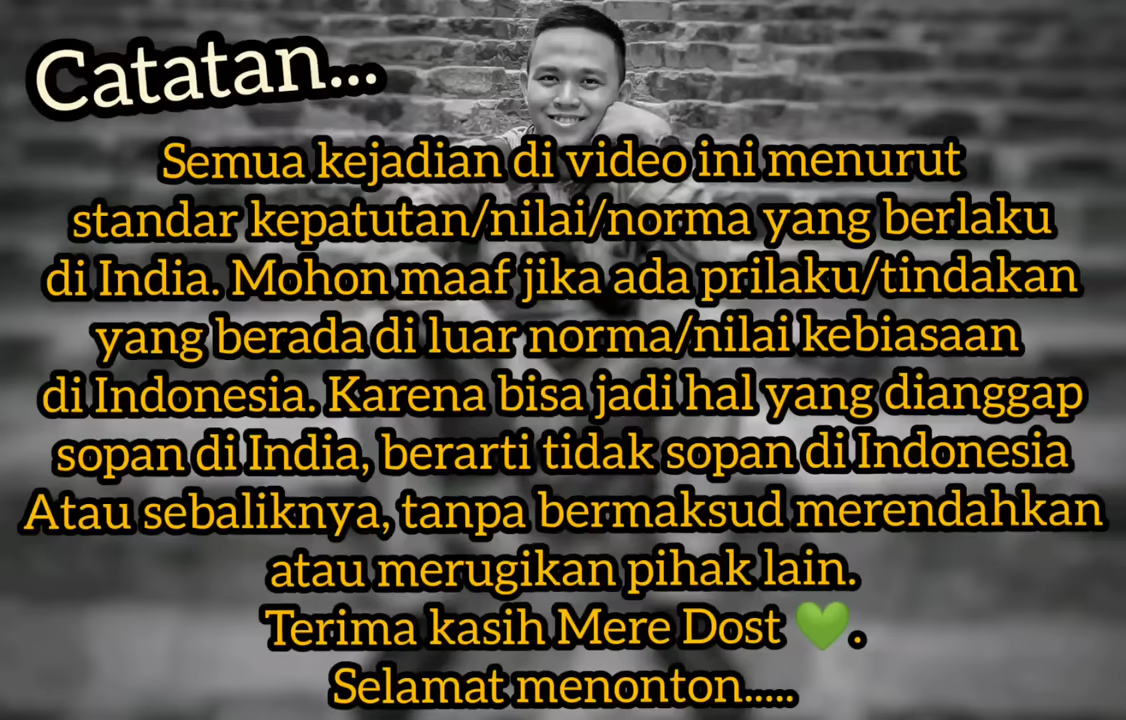 Catatan...
Semua kejadian di video ini menurut
standar kepatutan/nilai/norma yang berlaku
di India. Mohon maaf jika ada prilaku/tindakan
yang berada di luar norma/nilai kebiasaan
di Indonesia. Karena bisa jadi hal yang dianggap
sopan di India, berarti tidak sopan di Indonesia
Atau sebaliknya, tanpa bermaksud merendahkan
atau merugikan pihak lain.
Terima kasih Mere Dost 💚.
Selamat menonton.....